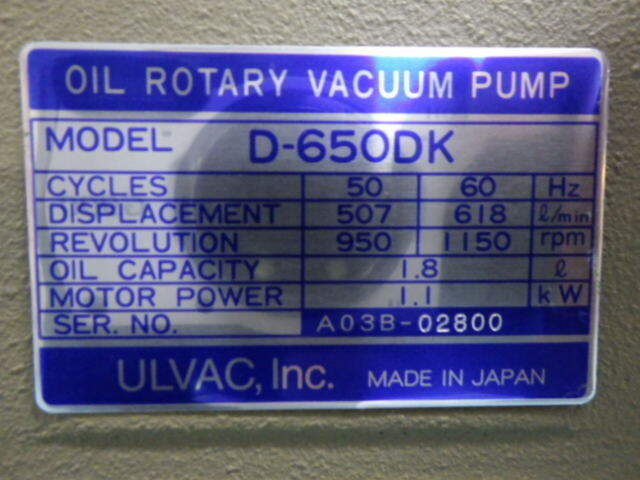 OIL ROTARY VACUUM PUMP
MODEL D-650DK
CYCLES 50 60 Hz
DISPLACEMENT 507 618 ℓ/min
REVOLUTION 950 1150 rpm
OIL CAPACITY 1.8 ℓ
MOTOR POWER 1.1 kW
SER. NO. A03B-02800
ULVAC, Inc. MADE IN JAPAN